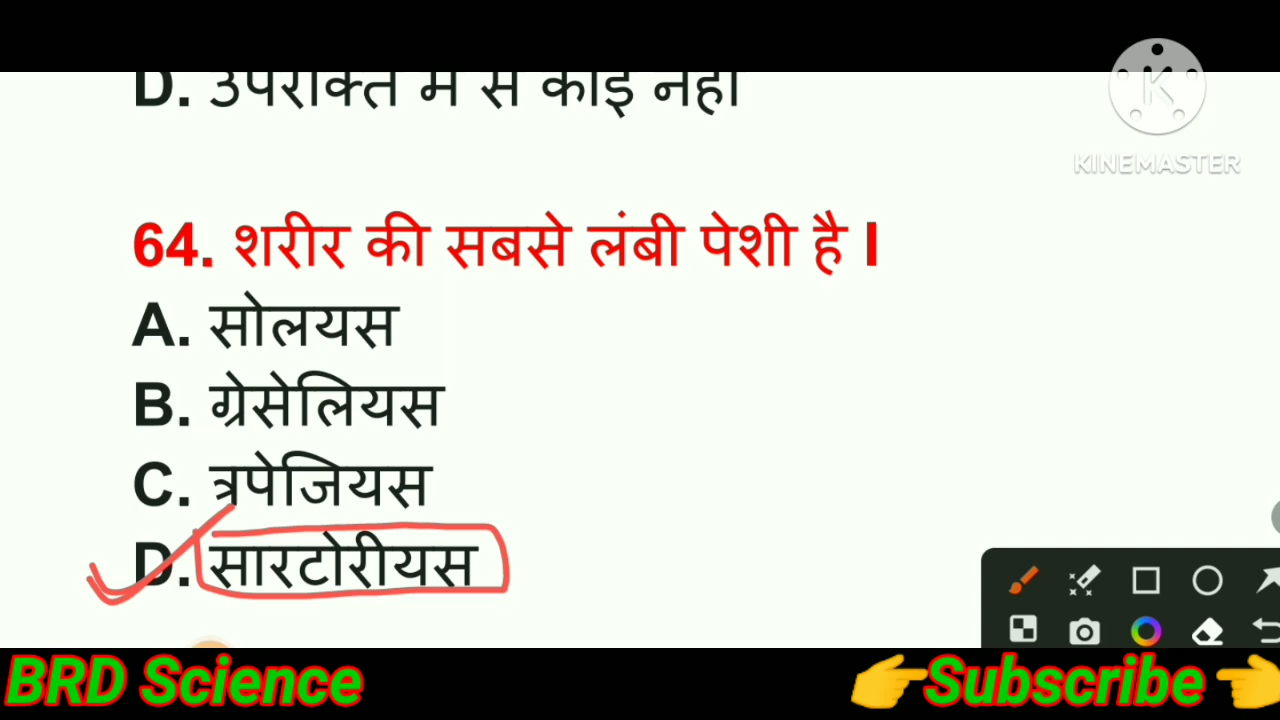 D. उपरोक्त में से कोई नहीं
KINEMASTER
64. शरीर की सबसे लंबी पेशी है I
A. सोलयस
B. ग्रेसेलियस
C. त्रपेजियस
D. सारटोरीयस
BRD Science
Subscribe